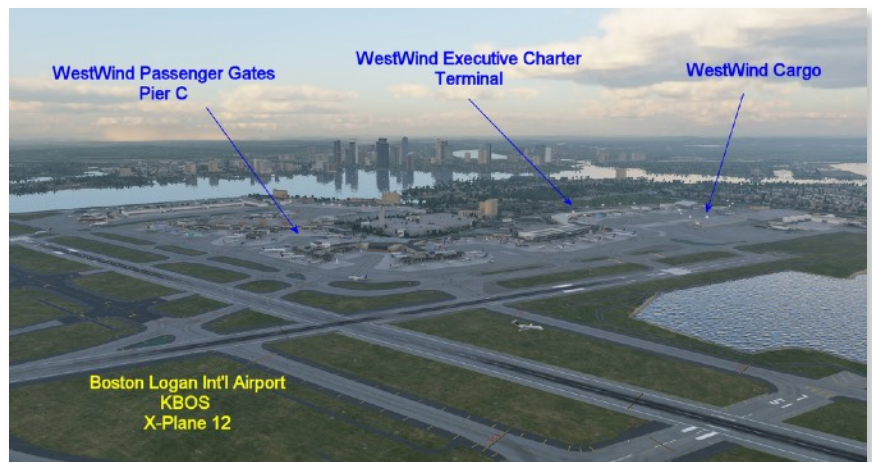 WestWind Passenger Gates
Pier C
WestWind Executive Charter
Terminal
WestWind Cargo
Boston Logan Int'l Airport
KBOS
X-Plane 12